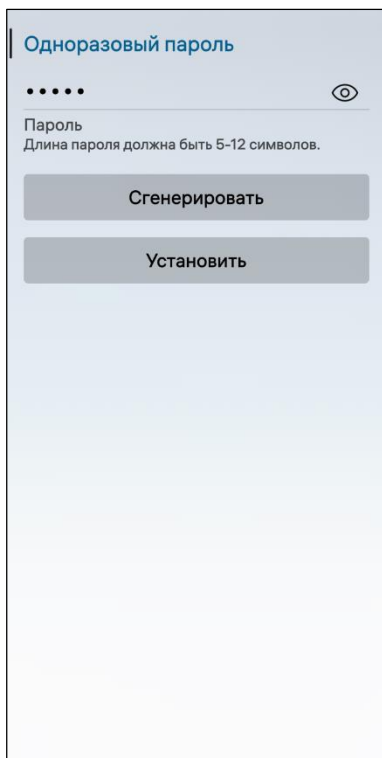 Одноразовый пароль
•••••
Пароль
Длина пароля должна быть 5-12 символов.
Сгенерировать
Установить